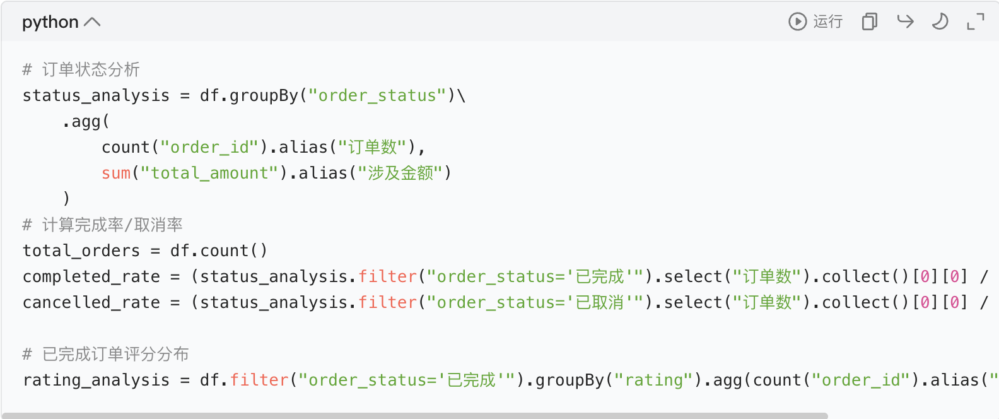 python
运行
# 订单状态分析
status_analysis = df.groupBy("order_status")\
    .agg(
        count("order_id").alias("订单数"),
        sum("total_amount").alias("涉及金额")
    )
# 计算完成率/取消率
total_orders = df.count()
completed_rate = (status_analysis.filter("order_status='已完成'").select("订单数").collect()[0][0] /
cancelled_rate = (status_analysis.filter("order_status='已取消'").select("订单数").collect()[0][0] /
# 已完成订单评分分布
rating_analysis = df.filter("order_status='已完成'").groupBy("rating").agg(count("order_id").alias("